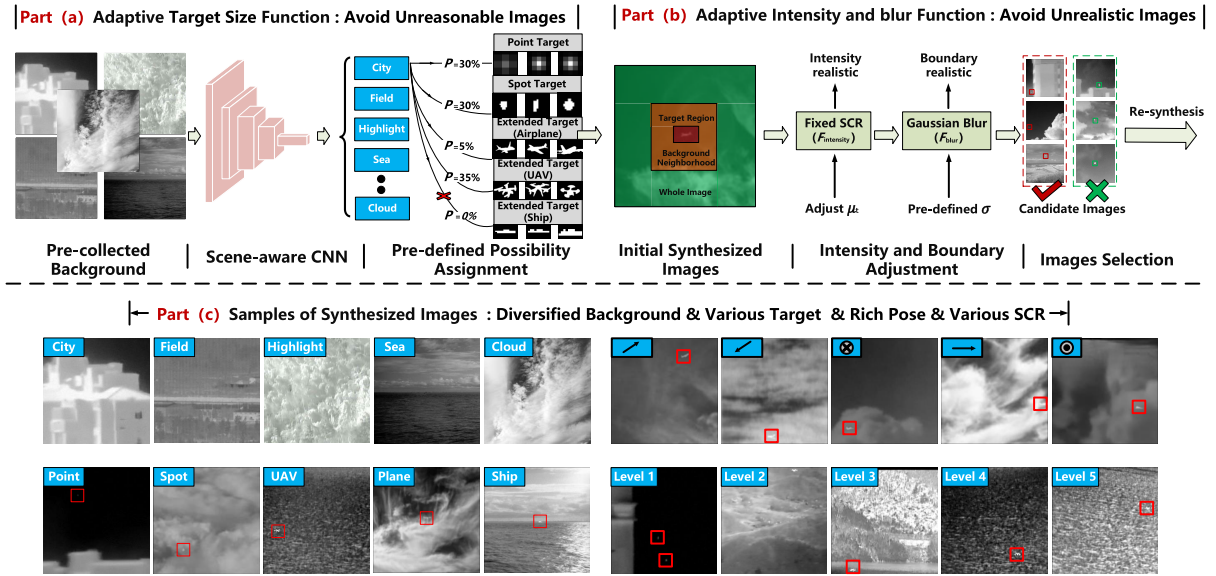 Part (a) Adaptive Target Size Function : Avoid Unreasonable Images
City
Field
Highlight
Sea
Cloud
P=30%
P=30%
P=5%
P=35%
P=0%
Point Target
Spot Target
Extended Target
(Airplane)
Extended Target
(UAV)
Extended Target
(Ship)
Pre-collected
Background
Scene-aware CNN
Pre-defined Possibility
Assignment
Part (b) Adaptive Intensity and blur Function : Avoid Unrealistic Images
Target Region
Background
Neighborhood
Whole Image
Intensity
realistic
Fixed SCR
(Fintensity)
Adjust μt
Boundary
realistic
Gaussian Blur
(Fblur)
Pre-defined σ
Candidate Images
Re-synthesis
Initial Synthesized
Images
Intensity and Boundary
Adjustment
Images Selection
Part (c) Samples of Synthesized Images : Diversified Background & Various Target & Rich Pose & Various SCR
City
Field
Highlight
Sea
Cloud
Point
Spot
UAV
Plane
Ship
Level 1
Level 2
Level 3
Level 4
Level 5